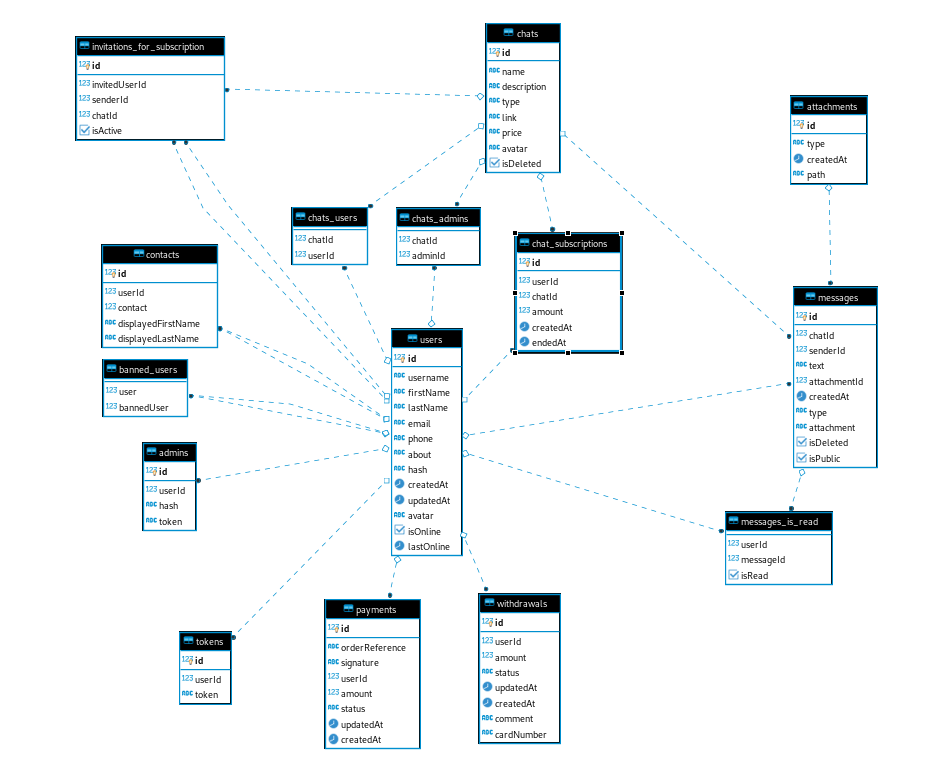 invitations_for_subscription
123 id
123 invitedUserId
123 senderId
123 chatId
isActive
chats
123 id
ABC name
ABC description
ABC type
ABC link
ABC price
ABC avatar
isDeleted
attachments
123 id
ABC type
createdAt
ABC path
chats_users
123 chatId
123 userId
chats_admins
123 chatId
123 adminId
chat_subscriptions
123 id
123 userId
123 chatId
123 amount
createdAt
endedAt
contacts
123 id
123 userId
123 contact
ABC displayedFirstName
ABC displayedLastName
messages
123 id
123 chatId
123 senderId
ABC text
123 attachmentId
createdAt
ABC type
ABC attachment
isDeleted
isPublic
users
123 id
ABC username
ABC firstName
ABC lastName
ABC email
ABC phone
ABC about
ABC hash
createdAt
updatedAt
ABC avatar
isOnline
lastOnline
banned_users
123 user
123 bannedUser
admins
123 id
123 userId
ABC hash
ABC token
messages_is_read
123 userId
123 messageId
isRead
tokens
123 id
123 userId
ABC token
payments
123 id
ABC orderReference
ABC signature
123 userId
123 amount
ABC status
updatedAt
createdAt
withdrawals
123 id
123 userId
123 amount
ABC status
updatedAt
createdAt
ABC comment
ABC cardNumber